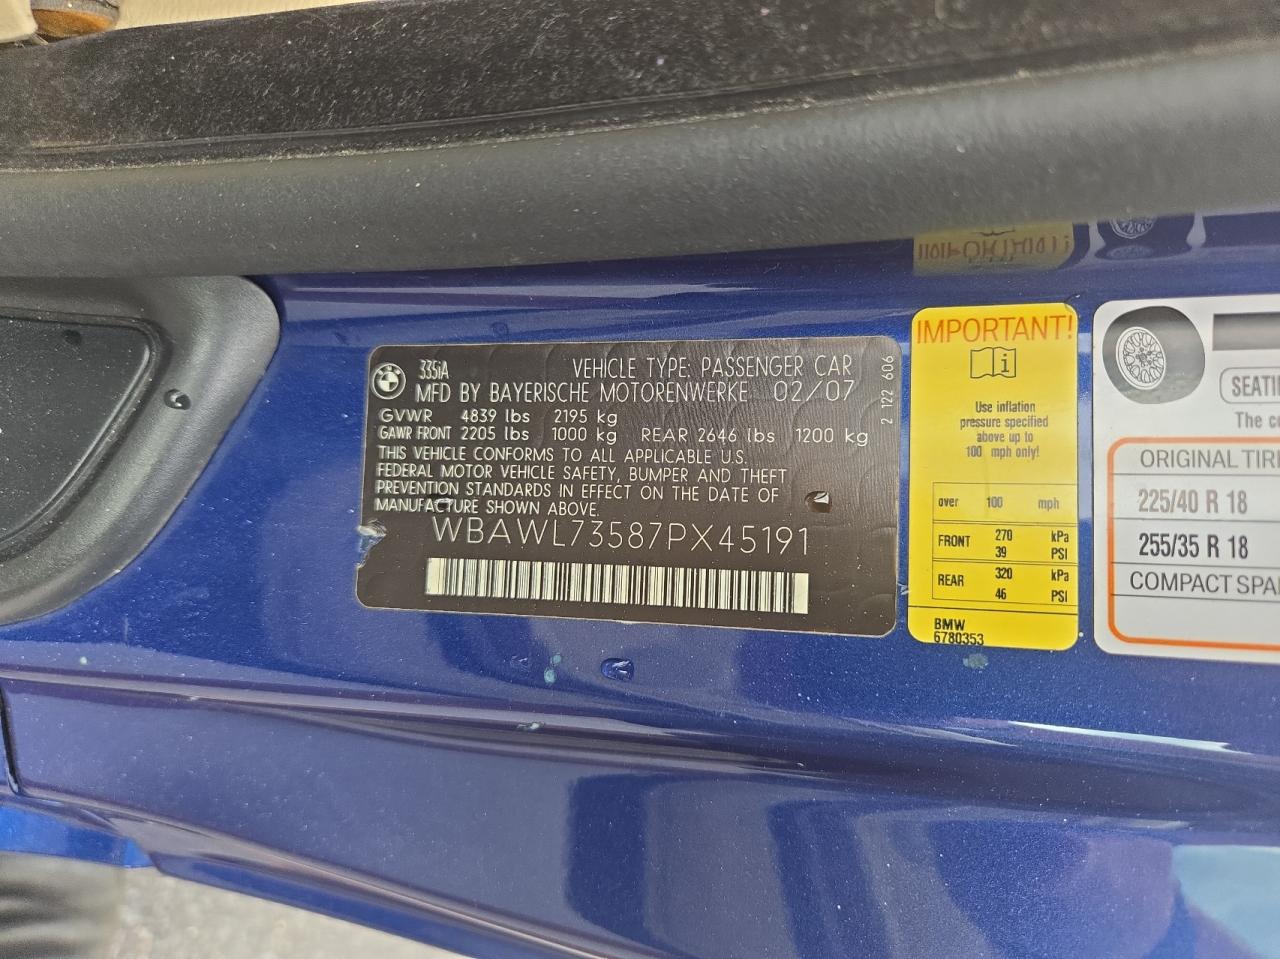 335iA VEHICLE TYPE: PASSENGER CAR
MFD BY BAYERISCHE MOTORENWERKE 02/07
GVWR 4839 lbs 2195 kg
GAWR FRONT 2205 lbs 1000 kg REAR 2646 lbs 1200 kg
THIS VEHICLE CONFORMS TO ALL APPLICABLE U.S.
FEDERAL MOTOR VEHICLE SAFETY, BUMPER AND THEFT
PREVENTION STANDARDS IN EFFECT ON THE DATE OF
MANUFACTURE SHOWN ABOVE.
WBAWL73587PX45191
2 122 606
IMPORTANT!
Use inflation
pressure specified
above up to
100 mph only!
over 100 mph
FRONT 270 kPa
39 PSI
REAR 320 kPa
46 PSI
BMW
6780353
SEATI
The co
ORIGINAL TIRE
225/40 R 18
255/35 R 18
COMPACT SPA